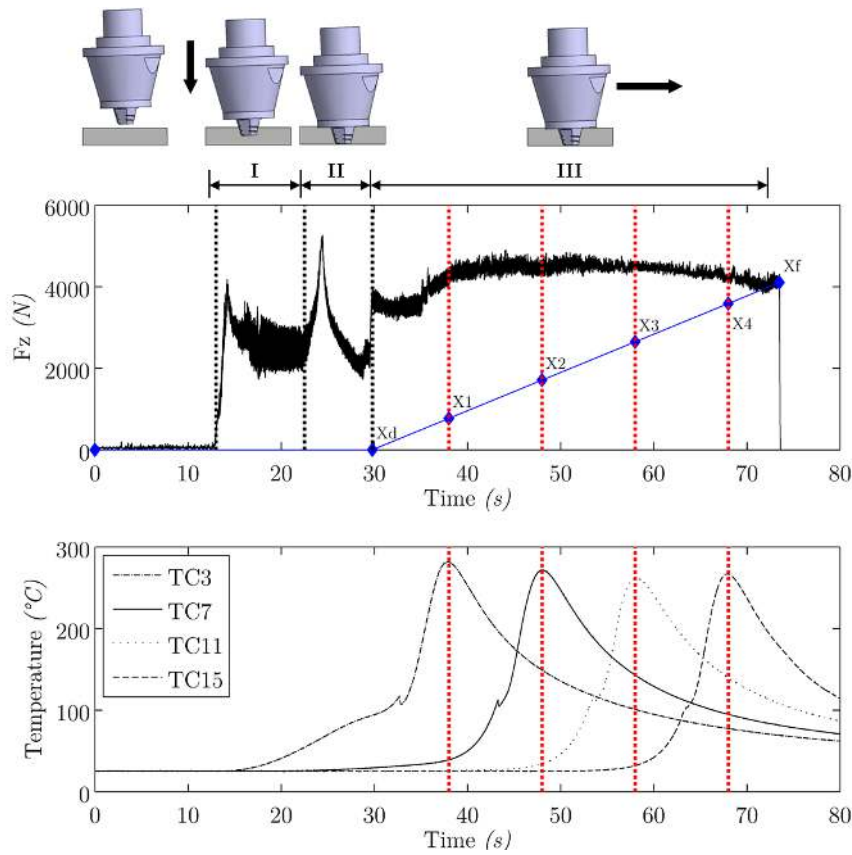 I II III
6000
4000
2000
0
Fz (N)
Xd
X1
X2
X3
X4
Xf
0 10 20 30 40 50 60 70 80
Time (s)
300
200
100
0
Temperature (°C)
TC3
TC7
TC11
TC15
0 10 20 30 40 50 60 70 80
Time (s)